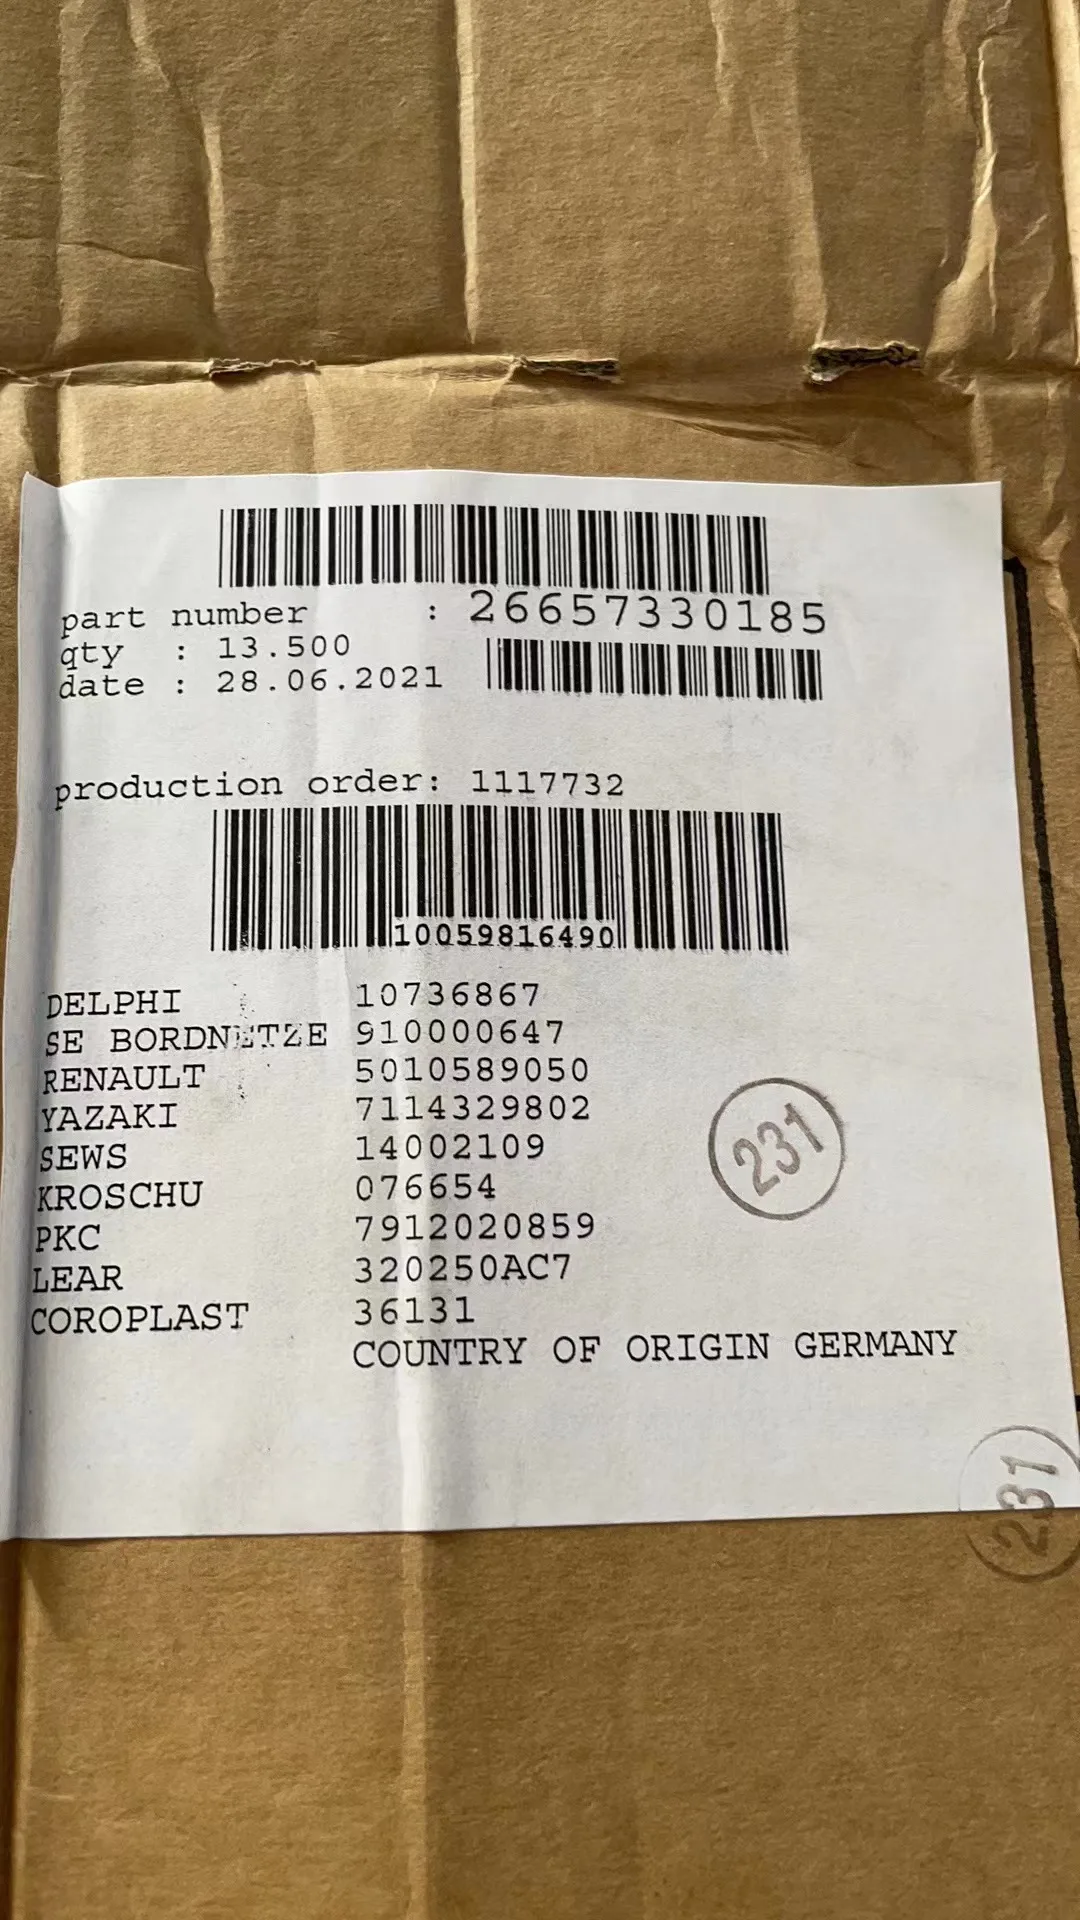 part number : 26657330185
qty : 13.500
date : 28.06.2021
production order: 1117732
10059816490
DELPHI 10736867
SE BORDNETZE 910000647
RENAULT 5010589050
YAZAKI 7114329802
SEWS 14002109
KROSCHU 076654
PKC 7912020859
LEAR 320250AC7
COROPLAST 36131
COUNTRY OF ORIGIN GERMANY
231
231